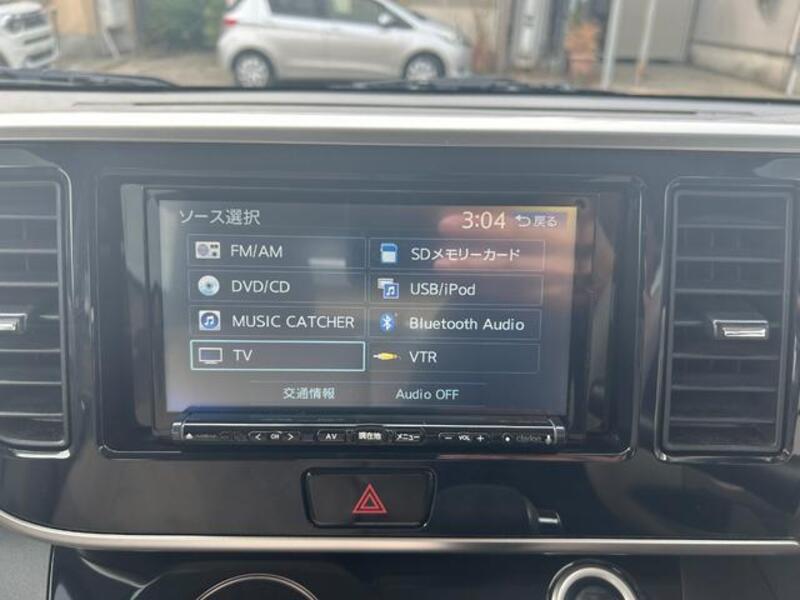 ソース選択 3:04 戻る
FM/AM SDメモリーカード
DVD/CD USB/iPod
MUSIC CATCHER Bluetooth Audio
TV VTR
交通情報 Audio OFF
< CH > AV 現在地 メニュー − VOL + clarion